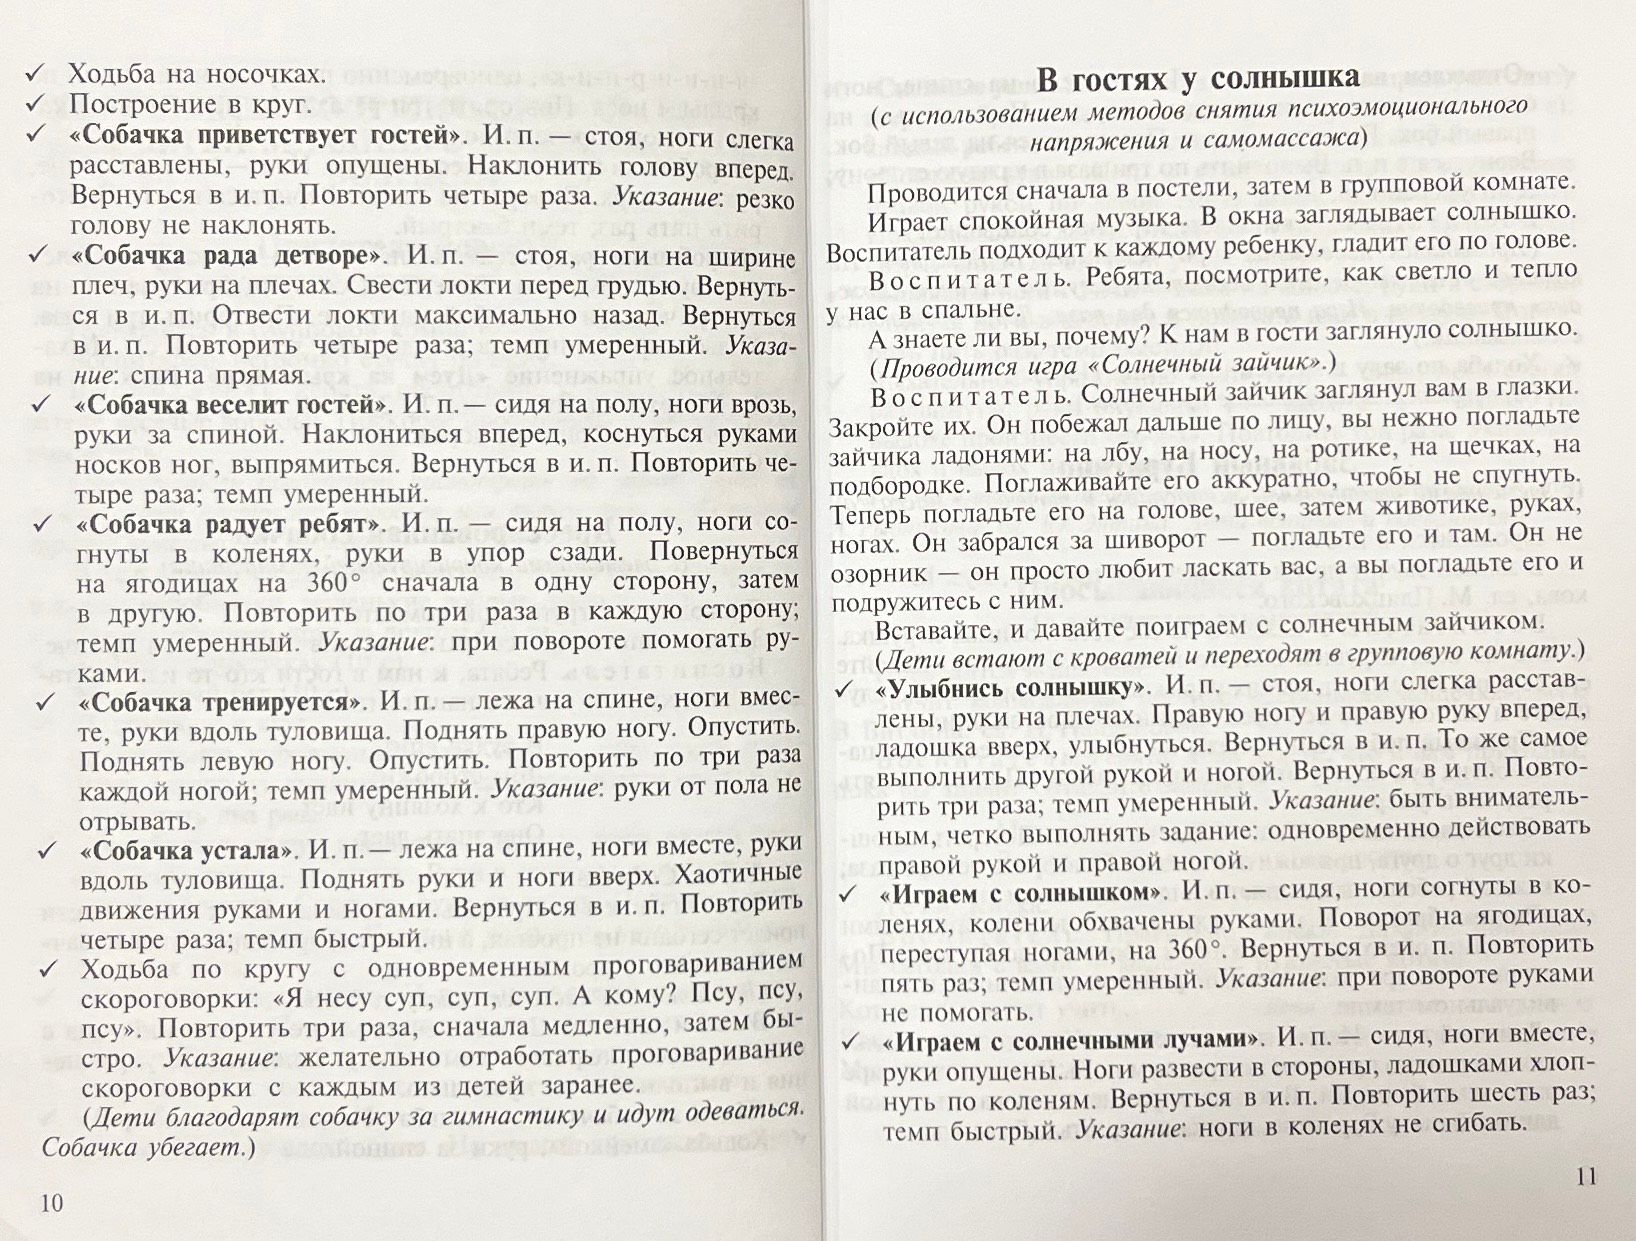 ✓ Ходьба на носочках.
✓ Построение в круг.
✓ «Собачка приветствует гостей». И. п. — стоя, ноги слегка
расставлены, руки опущены. Наклонить голову вперед.
Вернуться в и. п. Повторить четыре раза. Указание: резко
голову не наклонять.
✓ «Собачка рада детворе». И. п. — стоя, ноги на ширине
плеч, руки на плечах. Свести локти перед грудью. Вернуть-
ся в и. п. Отвести локти максимально назад. Вернуться
в и. п. Повторить четыре раза; темп умеренный. Указа-
ние: спина прямая.
✓ «Собачка веселит гостей». И. п. — сидя на полу, ноги врозь,
руки за спиной. Наклониться вперед, коснуться руками
носков ног, выпрямиться. Вернуться в и. п. Повторить че-
тыре раза; темп умеренный.
✓ «Собачка радует ребят». И. п. — сидя на полу, ноги со-
гнуты в коленях, руки в упор сзади. Повернуться
на ягодицах на 360° сначала в одну сторону, затем
в другую. Повторить по три раза в каждую сторону;
темп умеренный. Указание: при повороте помогать ру-
ками.
✓ «Собачка тренируется». И. п. — лежа на спине, ноги вмес-
те, руки вдоль туловища. Поднять правую ногу. Опустить.
Поднять левую ногу. Опустить. Повторить по три раза
каждой ногой; темп умеренный. Указание: руки от пола не
отрывать.
✓ «Собачка устала». И. п. — лежа на спине, ноги вместе, руки
вдоль туловища. Поднять руки и ноги вверх. Хаотичные
движения руками и ногами. Вернуться в и. п. Повторить
четыре раза; темп быстрый.
✓ Ходьба по кругу с одновременным проговариванием
скороговорки: «Я несу суп, суп, суп. А кому? Псу, псу,
псу». Повторить три раза, сначала медленно, затем бы-
стро. Указание: желательно отработать проговаривание
скороговорки с каждым из детей заранее.
(Дети благодарят собачку за гимнастику и идут одеваться.
Собачка убегает.)
10
В гостях у солнышка
(с использованием методов снятия психоэмоционального
напряжения и самомассажа)
Проводится сначала в постели, затем в групповой комнате.
Играет спокойная музыка. В окна заглядывает солнышко.
Воспитатель подходит к каждому ребенку, гладит его по голове.
Воспитатель. Ребята, посмотрите, как светло и тепло
у нас в спальне.
А знаете ли вы, почему? К нам в гости заглянуло солнышко.
(Проводится игра «Солнечный зайчик».)
Воспитатель. Солнечный зайчик заглянул вам в глазки.
Закройте их. Он побежал дальше по лицу, вы нежно погладьте
зайчика ладонями: на лбу, на носу, на ротике, на щечках, на
подбородке. Поглаживайте его аккуратно, чтобы не спугнуть.
Теперь погладьте его на голове, шее, затем животике, руках,
ногах. Он забрался за шиворот — погладьте его и там. Он не
озорник — он просто любит ласкать вас, а вы погладьте его и
подружитесь с ним.
Вставайте, и давайте поиграем с солнечным зайчиком.
(Дети встают с кроватей и переходят в групповую комнату.)
✓ «Улыбнись солнышку». И. п. — стоя, ноги слегка расстав-
лены, руки на плечах. Правую ногу и правую руку вперед,
ладошка вверх, улыбнуться. Вернуться в и. п. То же самое
выполнить другой рукой и ногой. Вернуться в и. п. Повто-
рить три раза; темп умеренный. Указание: быть вниматель-
ным, четко выполнять задание: одновременно действовать
правой рукой и правой ногой.
✓ «Играем с солнышком». И. п. — сидя, ноги согнуты в ко-
ленях, колени обхвачены руками. Поворот на ягодицах,
переступая ногами, на 360°. Вернуться в и. п. Повторить
пять раз; темп умеренный. Указание: при повороте руками
не помогать.
✓ «Играем с солнечными лучами». И. п. — сидя, ноги вместе,
руки опущены. Ноги развести в стороны, ладошками хлоп-
нуть по коленям. Вернуться в и. п. Повторить шесть раз;
темп быстрый. Указание: ноги в коленях не сгибать.
11